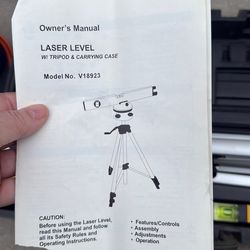 Owner's Manual
LASER LEVEL
W/ TRIPOD & CARRYING CASE
Model No. V18923
CAUTION:
Before using the Laser Level,
read this Manual and follow
all its Safety Rules and
Operating Instructions.
• Features/Controls
• Assembly
• Adjustments
• Operation